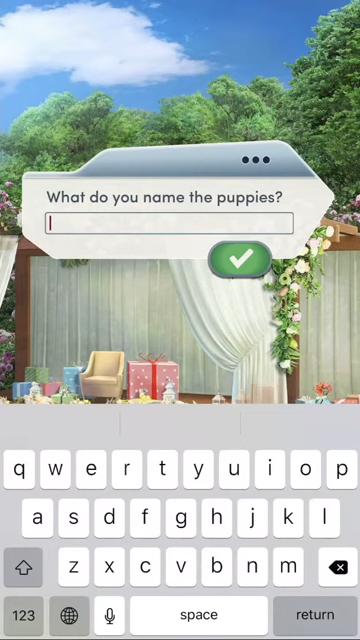 What do you name the puppies?
q w e r t y u i o p
a s d f g h j k l
z x c v b n m
123 space return